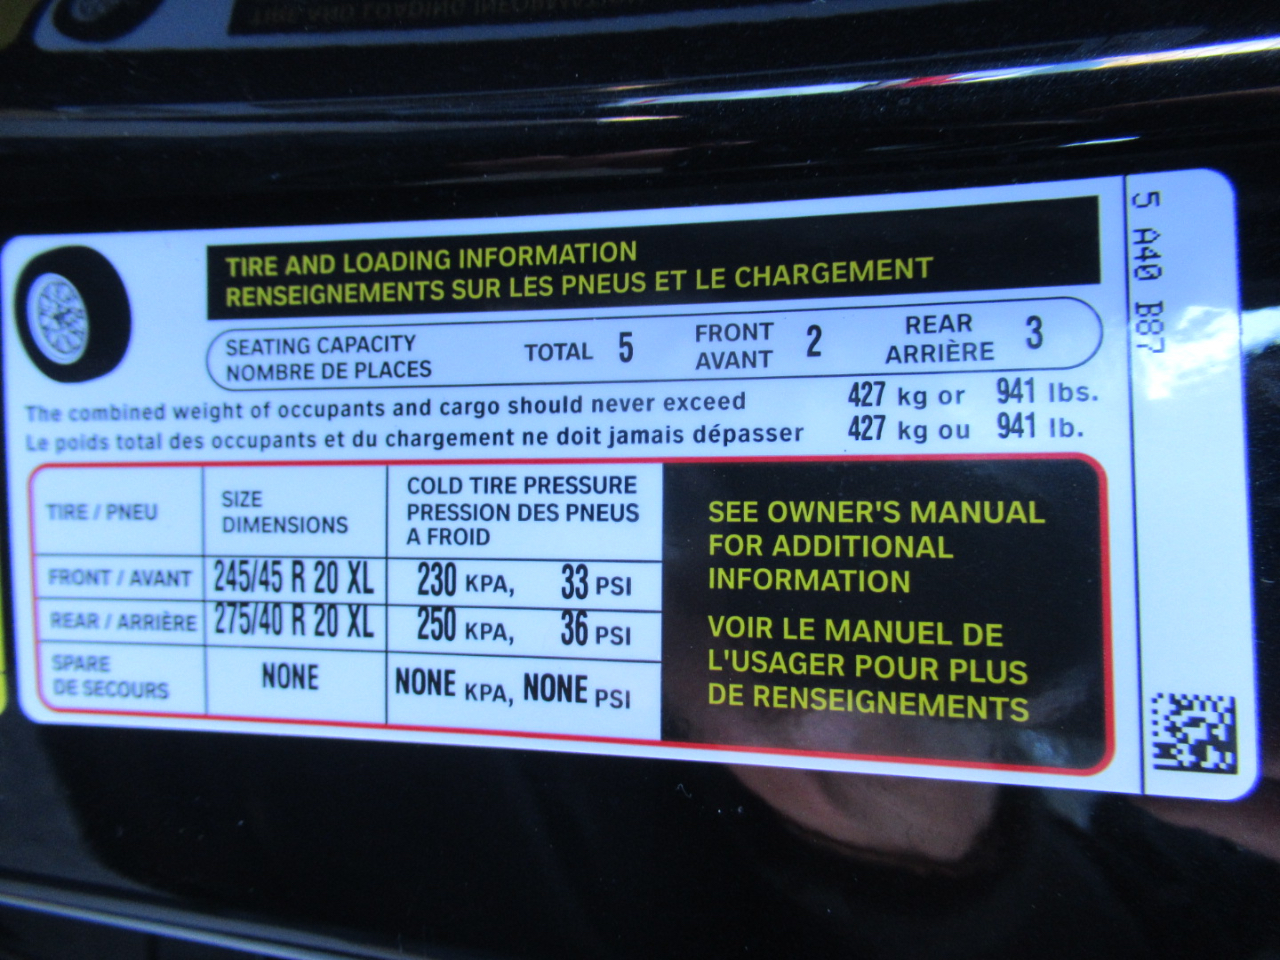 TIRE AND LOADING INFORMATION
RENSEIGNEMENTS SUR LES PNEUS ET LE CHARGEMENT
SEATING CAPACITY
NOMBRE DE PLACES
TOTAL 5
FRONT
AVANT
2
REAR
ARRIÈRE
3
The combined weight of occupants and cargo should never exceed 427 kg or 941 lbs.
Le poids total des occupants et du chargement ne doit jamais dépasser 427 kg ou 941 lb.
TIRE / PNEU
SIZE
DIMENSIONS
COLD TIRE PRESSURE
PRESSION DES PNEUS
A FROID
FRONT / AVANT 245/45 R 20 XL 230 KPA, 33 PSI
REAR / ARRIÈRE 275/40 R 20 XL 250 KPA, 36 PSI
SPARE
DE SECOURS
NONE
NONE KPA, NONE PSI
SEE OWNER'S MANUAL
FOR ADDITIONAL
INFORMATION
VOIR LE MANUEL DE
L'USAGER POUR PLUS
DE RENSEIGNEMENTS
5 A40 B87